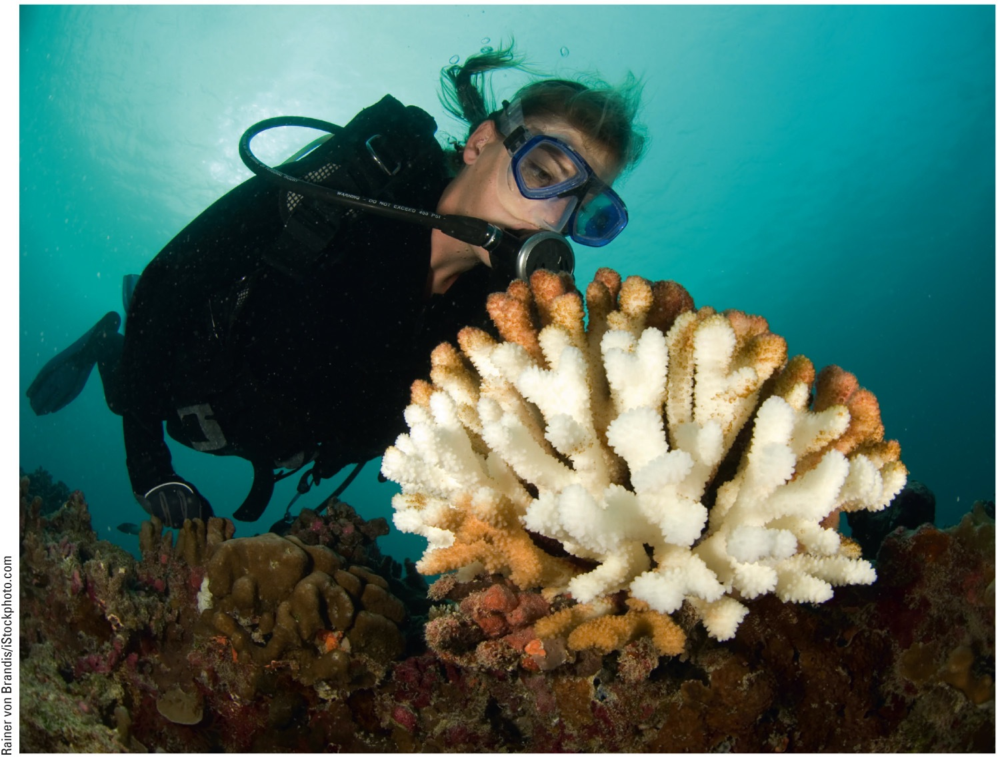 WARNING - DO NOT EXCEED 400 PSI
Rainer von Brandis/iStockphoto.com